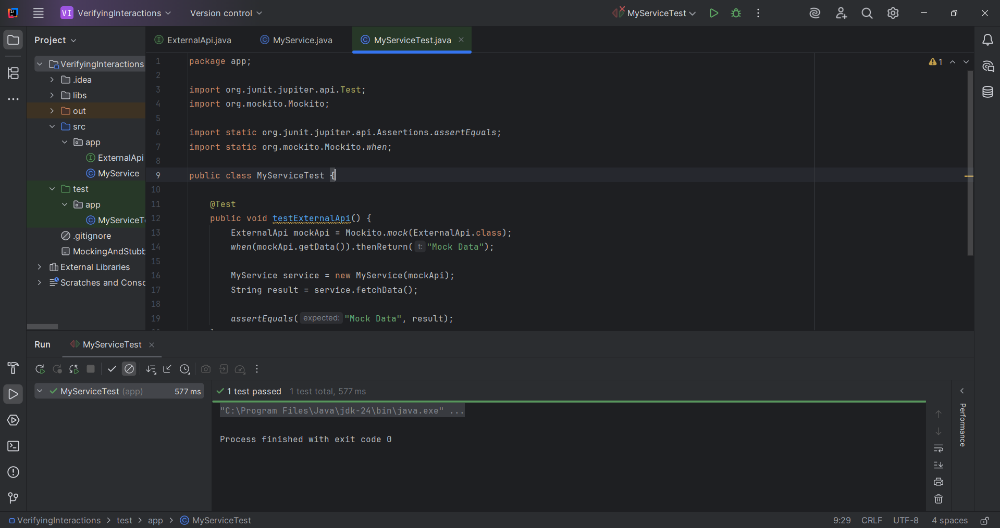 VI VerifyingInteractions Version control MyServiceTest
Project
ExternalApi.java MyService.java MyServiceTest.java
VerifyingInteractions
.idea
libs
out
src
app
ExternalApi
MyService
test
app
MyServiceT
.gitignore
MockingAndStubb
External Libraries
Scratches and Consc
1 package app;
2
3 import org.junit.jupiter.api.Test;
4 import org.mockito.Mockito;
5
6 import static org.junit.jupiter.api.Assertions.assertEquals;
7 import static org.mockito.Mockito.when;
8
9 public class MyServiceTest {
10
11 @Test
12 public void testExternalApi() {
13 ExternalApi mockApi = Mockito.mock(ExternalApi.class);
14 when(mockApi.getData()).thenReturn( t: "Mock Data");
15
16 MyService service = new MyService(mockApi);
17 String result = service.fetchData();
18
19 assertEquals( expected: "Mock Data", result);
1
Run MyServiceTest
MyServiceTest (app) 577 ms
1 test passed 1 test total, 577 ms
"C:\Program Files\Java\jdk-24\bin\java.exe" ...
Process finished with exit code 0
Performance
VerifyingInteractions > test > app > MyServiceTest
9:29 CRLF UTF-8 4 spaces